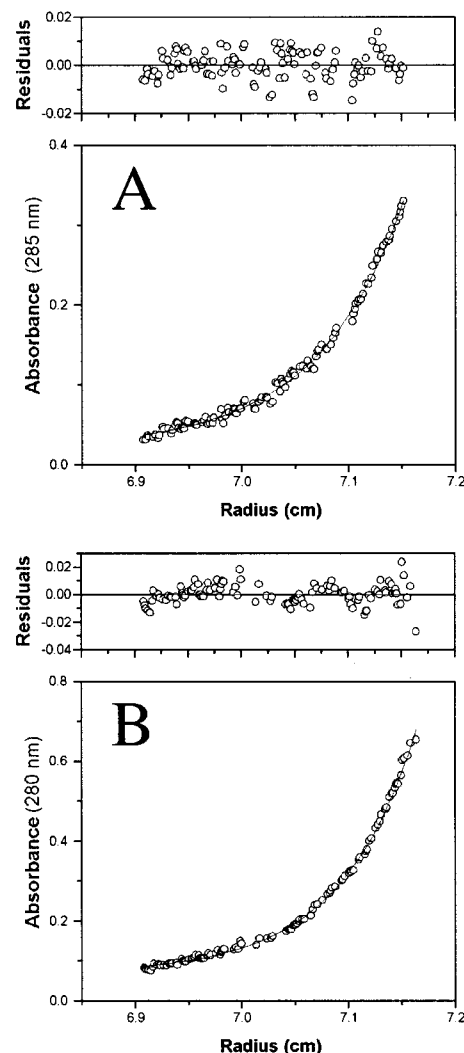 0.02
0.00
-0.02
Residuals
0.4
0.2
0.0
Absorbance (285 nm)
A
6.9 7.0 7.1 7.2
Radius (cm)
0.02
0.00
-0.02
-0.04
Residuals
0.8
0.6
0.4
0.2
0.0
Absorbance (280 nm)
B
6.9 7.0 7.1 7.2
Radius (cm)